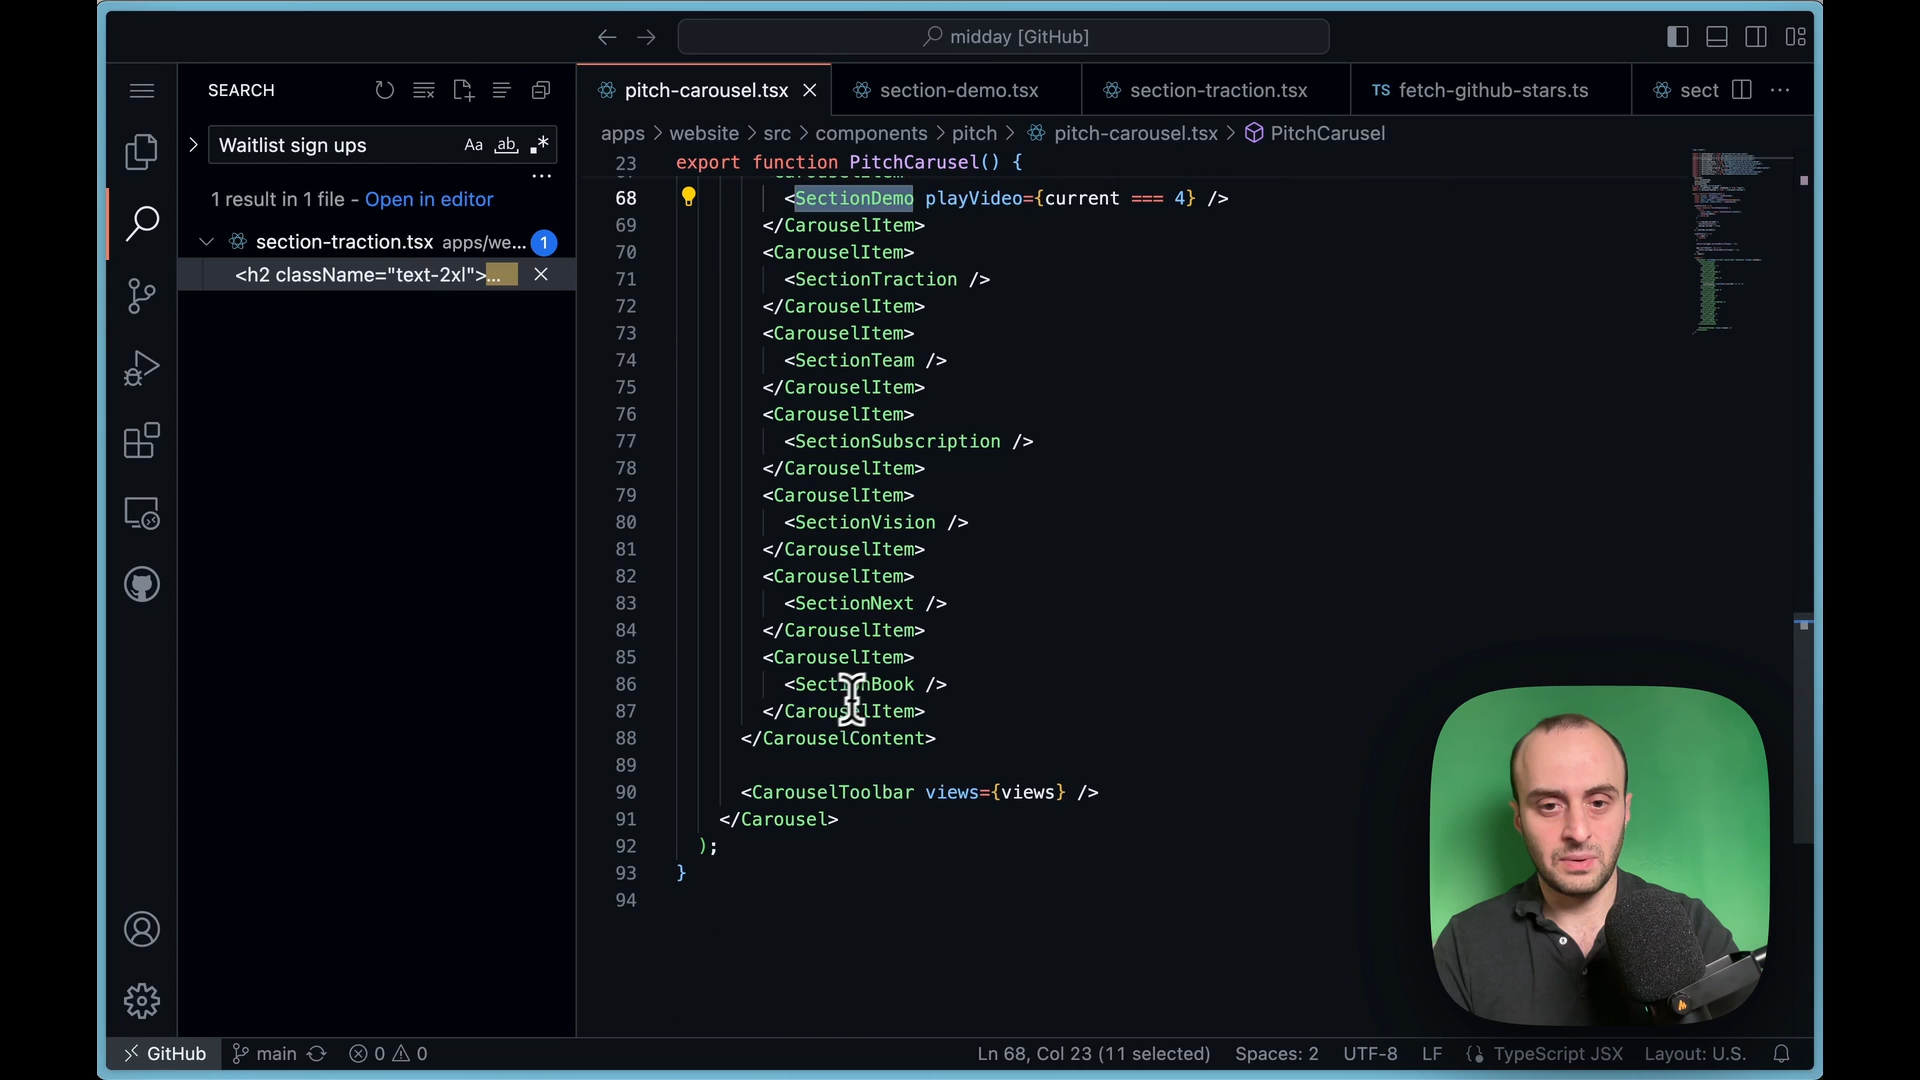 midday [GitHub]
SEARCH
pitch-carousel.tsx
section-demo.tsx
section-traction.tsx
TS fetch-github-stars.ts
sect
Waitlist sign ups
Aa ab
apps > website > src > components > pitch > pitch-carousel.tsx > PitchCarusel
1 result in 1 file - Open in editor
section-traction.tsx apps/we... 1
<h2 className="text-2xl">...
23 export function PitchCarusel() {
68 <SectionDemo playVideo={current === 4} />
69 </CarouselItem>
70 <CarouselItem>
71 <SectionTraction />
72 </CarouselItem>
73 <CarouselItem>
74 <SectionTeam />
75 </CarouselItem>
76 <CarouselItem>
77 <SectionSubscription />
78 </CarouselItem>
79 <CarouselItem>
80 <SectionVision />
81 </CarouselItem>
82 <CarouselItem>
83 <SectionNext />
84 </CarouselItem>
85 <CarouselItem>
86 <SectionBook />
87 </CarouselItem>
88 </CarouselContent>
89
90 <CarouselToolbar views={views} />
91 </Carousel>
92 );
93 }
94
GitHub main 0 0 Ln 68, Col 23 (11 selected) Spaces: 2 UTF-8 LF TypeScript JSX Layout: U.S.